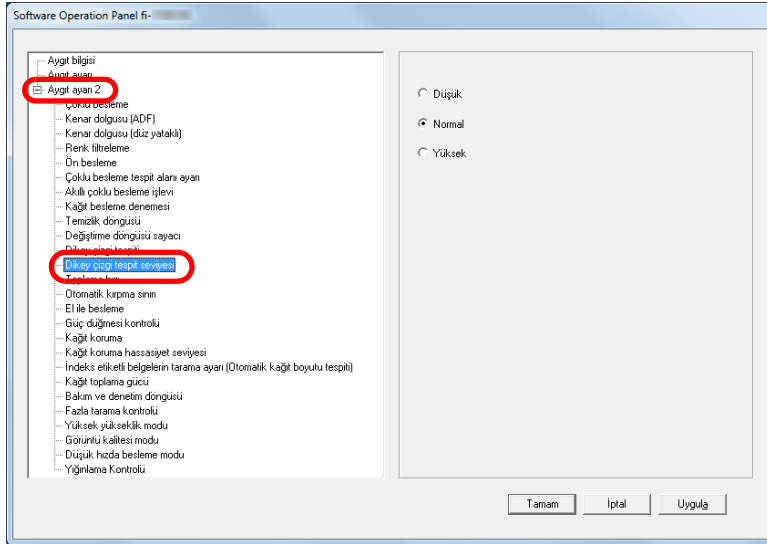 Software Operation Panel fi-
Aygıt bilgisi
Aygıt ayarı
Aygıt ayarı 2
Çoklu besleme
Kenar dolgusu (ADF)
Kenar dolgusu (düz yataklı)
Renk filtreleme
Ön besleme
Çoklu besleme tespit alanı ayarı
Akıllı çoklu besleme işlevi
Kağıt besleme denemesi
Temizlik döngüsü
Değiştirme döngüsü sayacı
Dikey çizgi tespiti
Dikey çizgi tespit seviyesi
Toplama hızı
Otomatik kırpma sınırı
El ile besleme
Güç düğmesi kontrolü
Kağıt koruma
Kağıt koruma hassasiyet seviyesi
İndeks etiketli belgelerin tarama ayarı (Otomatik kağıt boyutu tespiti)
Kağıt toplama gücü
Bakım ve denetim döngüsü
Fazla tarama kontrolü
Yüksek yükseklik modu
Görüntü kalitesi modu
Düşük hızda besleme modu
Yığınlama Kontrolü
Düşük
Normal
Yüksek
Tamam
İptal
Uygula